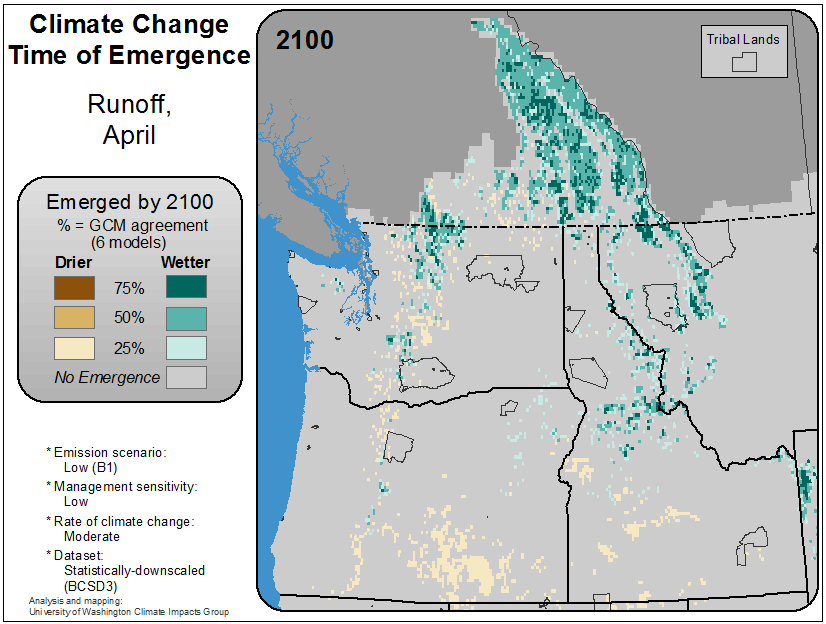 Climate Change
Time of Emergence
Runoff,
April
Emerged by 2100
% = GCM agreement
(6 models)
Drier Wetter
75%
50%
25%
No Emergence
* Emission scenario:
Low (B1)
* Management sensitivity:
Low
* Rate of climate change:
Moderate
* Dataset:
Statistically-downscaled
(BCSD3)
Analysis and mapping:
University of Washington Climate Impacts Group
2100
Tribal Lands